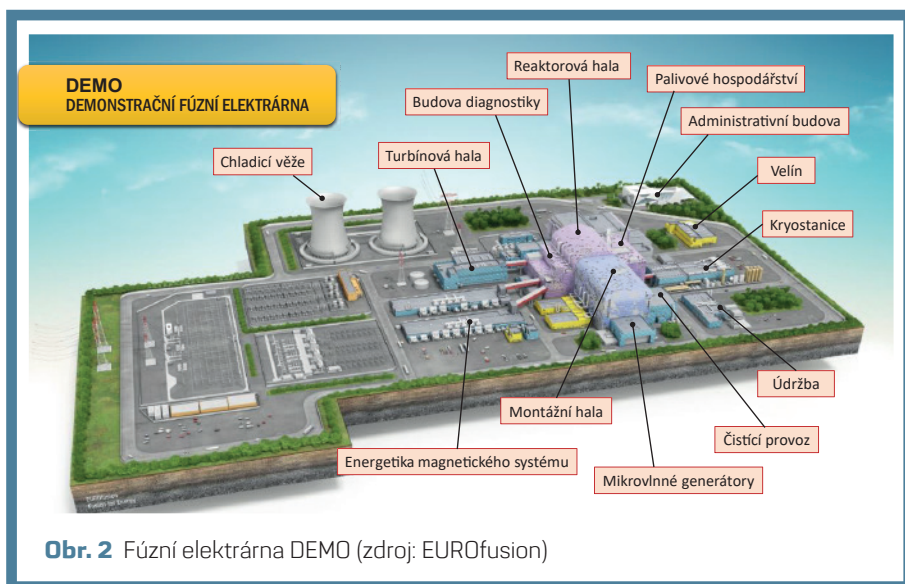 DEMO
DEMONSTRAČNÍ FÚZNÍ ELEKTRÁRNA
Reaktorová hala
Palivové hospodářství
Budova diagnostiky
Administrativní budova
Chladicí věže
Turbínová hala
Velín
Kryostanice
Údržba
Montážní hala
Čistící provoz
Energetika magnetického systému
Mikrovlnné generátory
Obr. 2 Fúzní elektrárna DEMO (zdroj: EUROfusion)